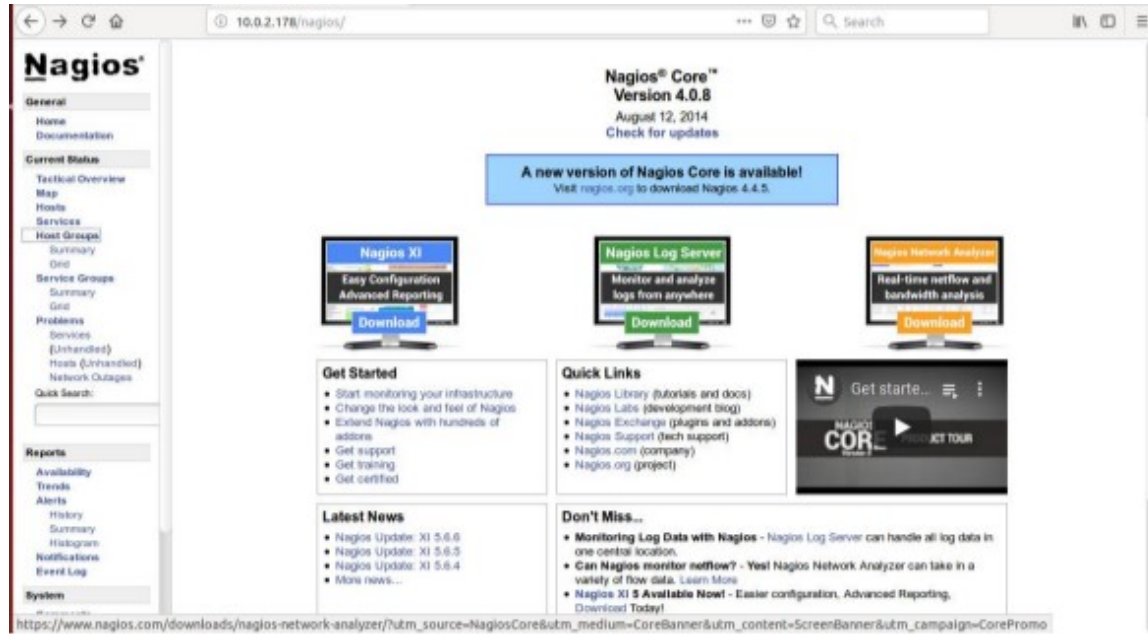 10.0.2.178/nagios/
Search
Nagios®
General
Home
Documentation
Current Status
Tactical Overview
Map
Hosts
Services
Host Groups
Summary
Grid
Service Groups
Summary
Grid
Problems
Services
(Unhandled)
Hosts (Unhandled)
Network Outages
Quick Search:
Reports
Availability
Trends
Alerts
History
Summary
Histogram
Notifications
Event Log
System
Nagios® Core™
Version 4.0.8
August 12, 2014
Check for updates
A new version of Nagios Core is available!
Visit nagios.org to download Nagios 4.4.5.
Nagios XI
Easy Configuration
Advanced Reporting
Download
Nagios Log Server
Monitor and analyze
logs from anywhere
Download
Nagios Network Analyzer
Real-time netflow and
bandwidth analysis
Download
Get Started
• Start monitoring your infrastructure
• Change the look and feel of Nagios
• Extend Nagios with hundreds of
addons
• Get support
• Get training
• Get certified
Quick Links
• Nagios Library (tutorials and docs)
• Nagios Labs (development blog)
• Nagios Exchange (plugins and addons)
• Nagios Support (tech support)
• Nagios.com (company)
• Nagios.org (project)
N Get starte...
NAGIOS
CORE PRODUCT TOUR
Latest News
• Nagios Update: XI 5.6.6
• Nagios Update: XI 5.6.5
• Nagios Update: XI 5.6.4
• More news...
Don't Miss...
• Monitoring Log Data with Nagios - Nagios Log Server can handle all log data in
one central location.
• Can Nagios monitor netflow? - Yes! Nagios Network Analyzer can take in a
variety of flow data. Learn More
• Nagios XI 5 Available Now! - Easier configuration, Advanced Reporting,
Download Today!
https://www.nagios.com/downloads/nagios-network-analyzer/?utm_source=NagiosCore&utm_medium=CoreBanner&utm_content=ScreenBanner&utm_campaign=CorePromo